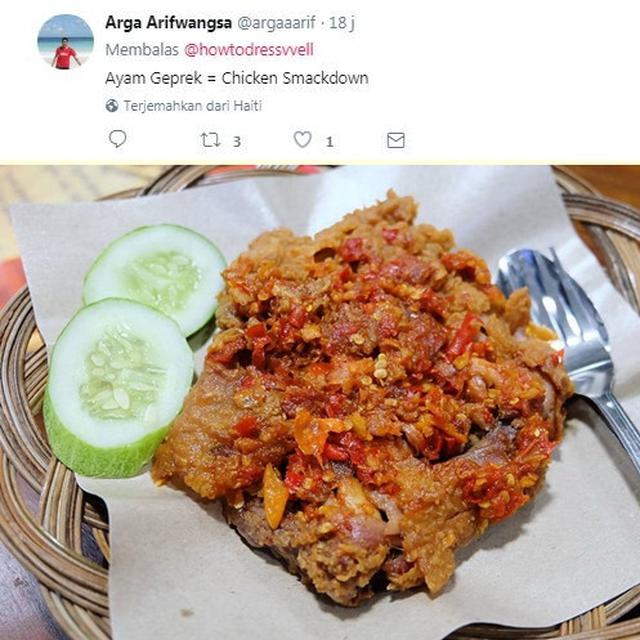 Arga Arifwangsa @argaaarif · 18 j
Membalas @howtodressvvell
Ayam Geprek = Chicken Smackdown
Terjemahkan dari Haiti
3 1